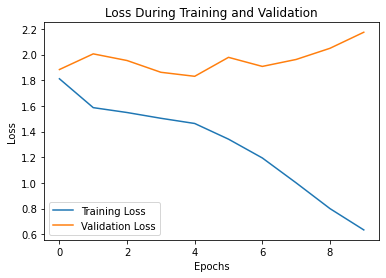 Loss During Training and Validation
2.2
2.0
1.8
1.6
1.4
1.2
1.0
0.8
0.6
Loss
Training Loss
Validation Loss
0 2 4 6 8
Epochs